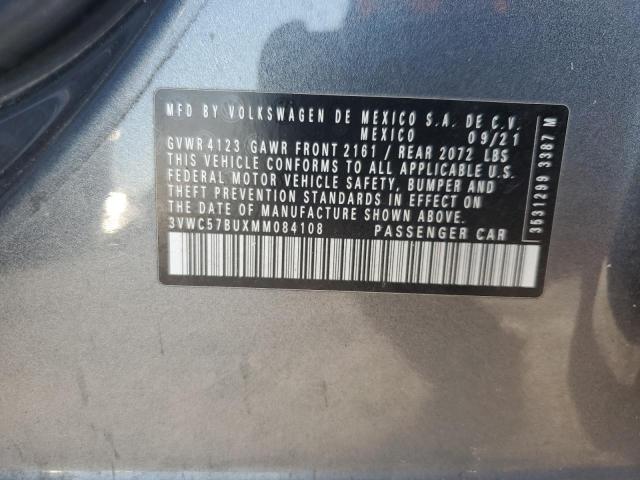 MFD BY VOLKSWAGEN DE MEXICO S.A. DE C.V.
MEXICO 09/21
GVWR 4123 GAWR FRONT 2161 / REAR 2072 LBS
THIS VEHICLE CONFORMS TO ALL APPLICABLE U.S.
FEDERAL MOTOR VEHICLE SAFETY, BUMPER AND
THEFT PREVENTION STANDARDS IN EFFECT ON
THE DATE OF MANUFACTURE SHOWN ABOVE.
3VWC57BUXMM084108 PASSENGER CAR
3531299 3387 M